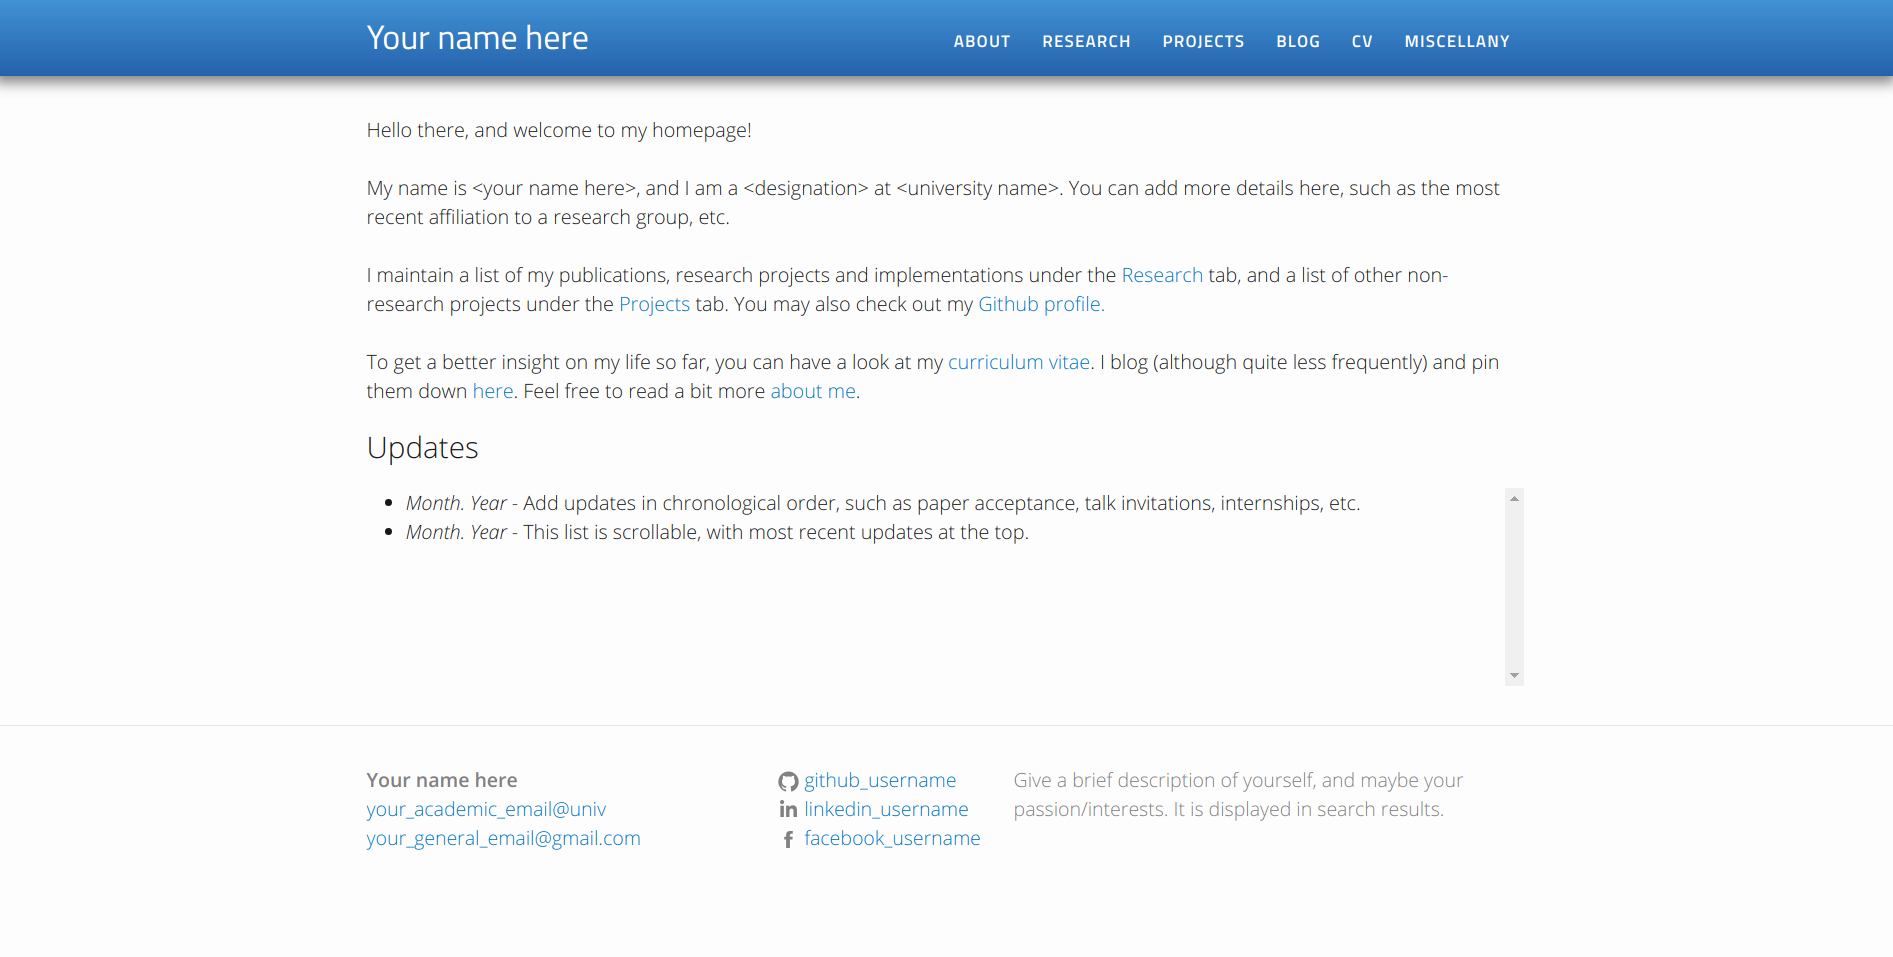 Your name here
ABOUT RESEARCH PROJECTS BLOG CV MISCELLANY
Hello there, and welcome to my homepage!
My name is <your name here>, and I am a <designation> at <university name>. You can add more details here, such as the most
recent affiliation to a research group, etc.
I maintain a list of my publications, research projects and implementations under the Research tab, and a list of other non-
research projects under the Projects tab. You may also check out my Github profile.
To get a better insight on my life so far, you can have a look at my curriculum vitae. I blog (although quite less frequently) and pin
them down here. Feel free to read a bit more about me.
Updates
• Month. Year - Add updates in chronological order, such as paper acceptance, talk invitations, internships, etc.
• Month. Year - This list is scrollable, with most recent updates at the top.
Your name here
your_academic_email@univ
your_general_email@gmail.com
github_username
linkedin_username
facebook_username
Give a brief description of yourself, and maybe your
passion/interests. It is displayed in search results.